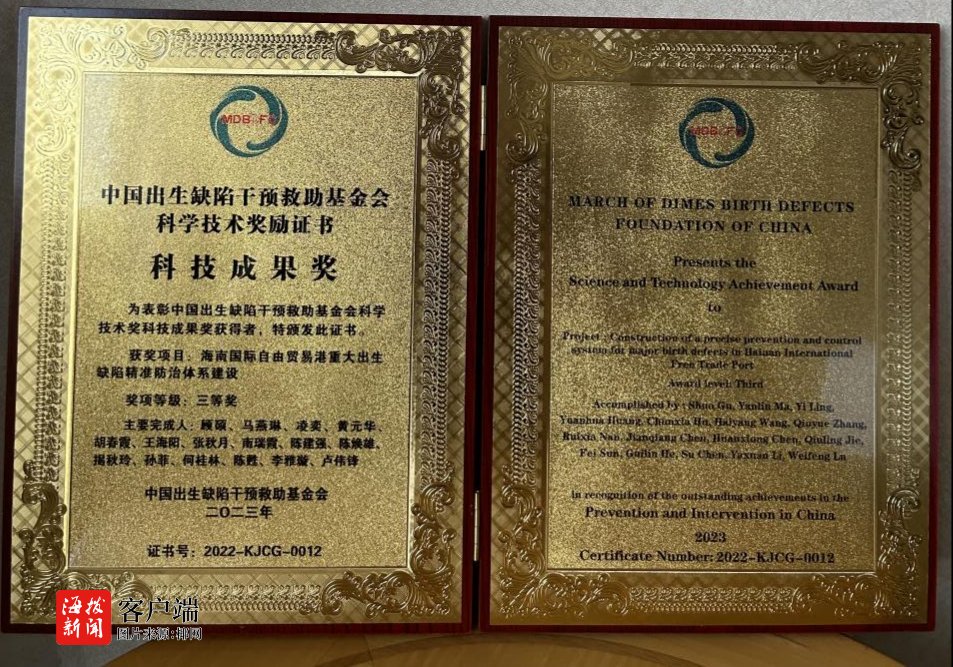 MDBDF
中国出生缺陷干预救助基金会
科学技术奖励证书
科技成果奖
为表彰中国出生缺陷干预救助基金会科学
技术奖科技成果奖获得者，特颁发此证书。
获奖项目：海南国际自由贸易港重大出生
缺陷精准防治体系建设
奖项等级：三等奖
主要完成人：顾硕、马燕琳、凌奕、黄元华、
胡春霞、王海阳、张秋月、南瑞霞、陈建强、陈焕雄、
揭秋玲、孙菲、何桂林、陈甦、李雅璇、卢伟锋
中国出生缺陷干预救助基金会
二〇二三年
证书号：2022-KJCG-0012
MARCH OF DIMES BIRTH DEFECTS
FOUNDATION OF CHINA
Presents the
Science and Technology Achievement Award
to
Project : Construction of a precise prevention and control
system for major birth defects in Hainan International
Free Trade Port
Award level: Third
Accomplished by : Shuo Gu, Yanlin Ma, Yi Ling,
Yuanhua Huang, Chunxia Hu, Haiyang Wang, Qiuyue Zhang,
Ruixia Nan, Jianqiang Chen, Huanxiong Chen, Qiuling Jie,
Fei Sun, Guilin He, Su Chen, Yaxuan Li, Weifeng Lu
in recognition of the outstanding achievements in the
Prevention and Intervention in China
2023
Certificate Number: 2022-KJCG-0012
海拔
新闻
客户端
图片来源:椰网